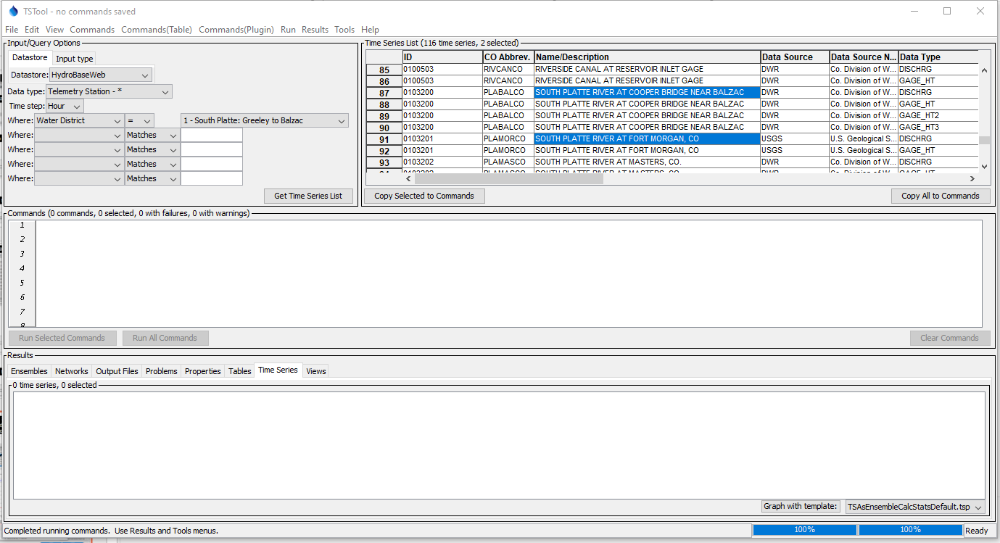 TSTool - no commands saved
File Edit View Commands Commands(Table) Commands(Plugin) Run Results Tools Help
Input/Query Options
Datastore Input type
Datastore: HydroBaseWeb
Data type: Telemetry Station - *
Time step: Hour
Where: Water District = 1 - South Platte: Greeley to Balzac
Where: Matches
Where: Matches
Where: Matches
Where: Matches
Get Time Series List
Time Series List (116 time series, 2 selected)
ID CO Abbrev. Name/Description Data Source Data Source N... Data Type
85 0100503 RIVCANCO RIVERSIDE CANAL AT RESERVOIR INLET GAGE DWR Co. Division of W... DISCHRG
86 0100503 RIVCANCO RIVERSIDE CANAL AT RESERVOIR INLET GAGE DWR Co. Division of W... GAGE_HT
87 0103200 PLABALCO SOUTH PLATTE RIVER AT COOPER BRIDGE NEAR BALZAC DWR Co. Division of W... DISCHRG
88 0103200 PLABALCO SOUTH PLATTE RIVER AT COOPER BRIDGE NEAR BALZAC DWR Co. Division of W... GAGE_HT
89 0103200 PLABALCO SOUTH PLATTE RIVER AT COOPER BRIDGE NEAR BALZAC DWR Co. Division of W... GAGE_HT2
90 0103200 PLABALCO SOUTH PLATTE RIVER AT COOPER BRIDGE NEAR BALZAC DWR Co. Division of W... GAGE_HT3
91 0103201 PLAMORCO SOUTH PLATTE RIVER AT FORT MORGAN, CO USGS U.S. Geological S... DISCHRG
92 0103201 PLAMORCO SOUTH PLATTE RIVER AT FORT MORGAN, CO USGS U.S. Geological S... GAGE_HT
93 0103202 PLAMASCO SOUTH PLATTE RIVER AT MASTERS, CO. DWR Co. Division of W... DISCHRG
94 0103202 PLAMASCO SOUTH PLATTE RIVER AT MASTERS, CO. DWR Co. Division of W... GAGE_HT
Copy Selected to Commands Copy All to Commands
Commands (0 commands, 0 selected, 0 with failures, 0 with warnings)
1
2
3
4
5
6
7
8
Run Selected Commands Run All Commands Clear Commands
Results
Ensembles Networks Output Files Problems Properties Tables Time Series Views
0 time series, 0 selected
Graph with template: TSAsEnsembleCalcStatsDefault.tsp
Completed running commands. Use Results and Tools menus. 100% 100% Ready